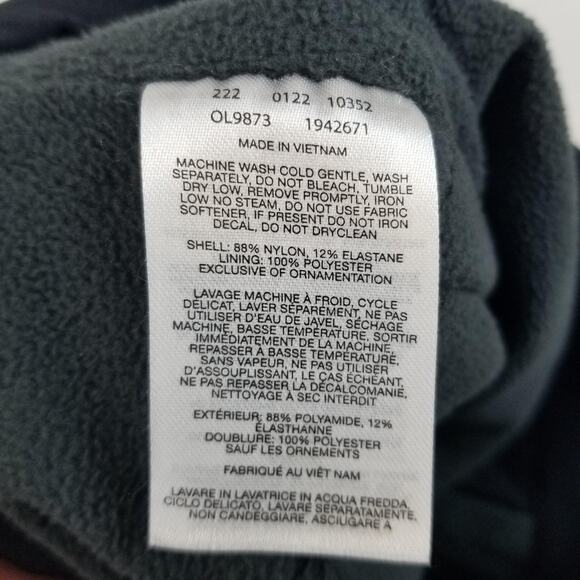 222 0122 10352
OL9873 1942671
MADE IN VIETNAM
MACHINE WASH COLD GENTLE, WASH
SEPARATELY, DO NOT BLEACH, TUMBLE
DRY LOW, REMOVE PROMPTLY, IRON
LOW NO STEAM, DO NOT USE FABRIC
SOFTENER, IF PRESENT DO NOT IRON
DECAL, DO NOT DRYCLEAN
SHELL: 88% NYLON, 12% ELASTANE
LINING: 100% POLYESTER
EXCLUSIVE OF ORNAMENTATION
LAVAGE MACHINE À FROID, CYCLE
DÉLICAT, LAVER SÉPARÉMENT, NE PAS
UTILISER D'EAU DE JAVEL, SÉCHAGE
MACHINE, BASSE TEMPÉRATURE, SORTIR
IMMÉDIATEMENT DE LA MACHINE,
REPASSER À BASSE TEMPÉRATURE,
SANS VAPEUR, NE PAS UTILISER
D'ASSOUPLISSANT, LE CAS ÉCHÉANT,
NE PAS REPASSER LA DÉCALCOMANIE,
NETTOYAGE À SEC INTERDIT
EXTÉRIEUR: 88% POLYAMIDE, 12%
ÉLASTHANNE
DOUBLURE: 100% POLYESTER
SAUF LES ORNEMENTS
FABRIQUÉ AU VIÊT NAM
LAVARE IN LAVATRICE IN ACQUA FREDDA,
CICLO DELICATO, LAVARE SEPARATAMENTE,
NON CANDEGGIARE, ASCIUGARE A